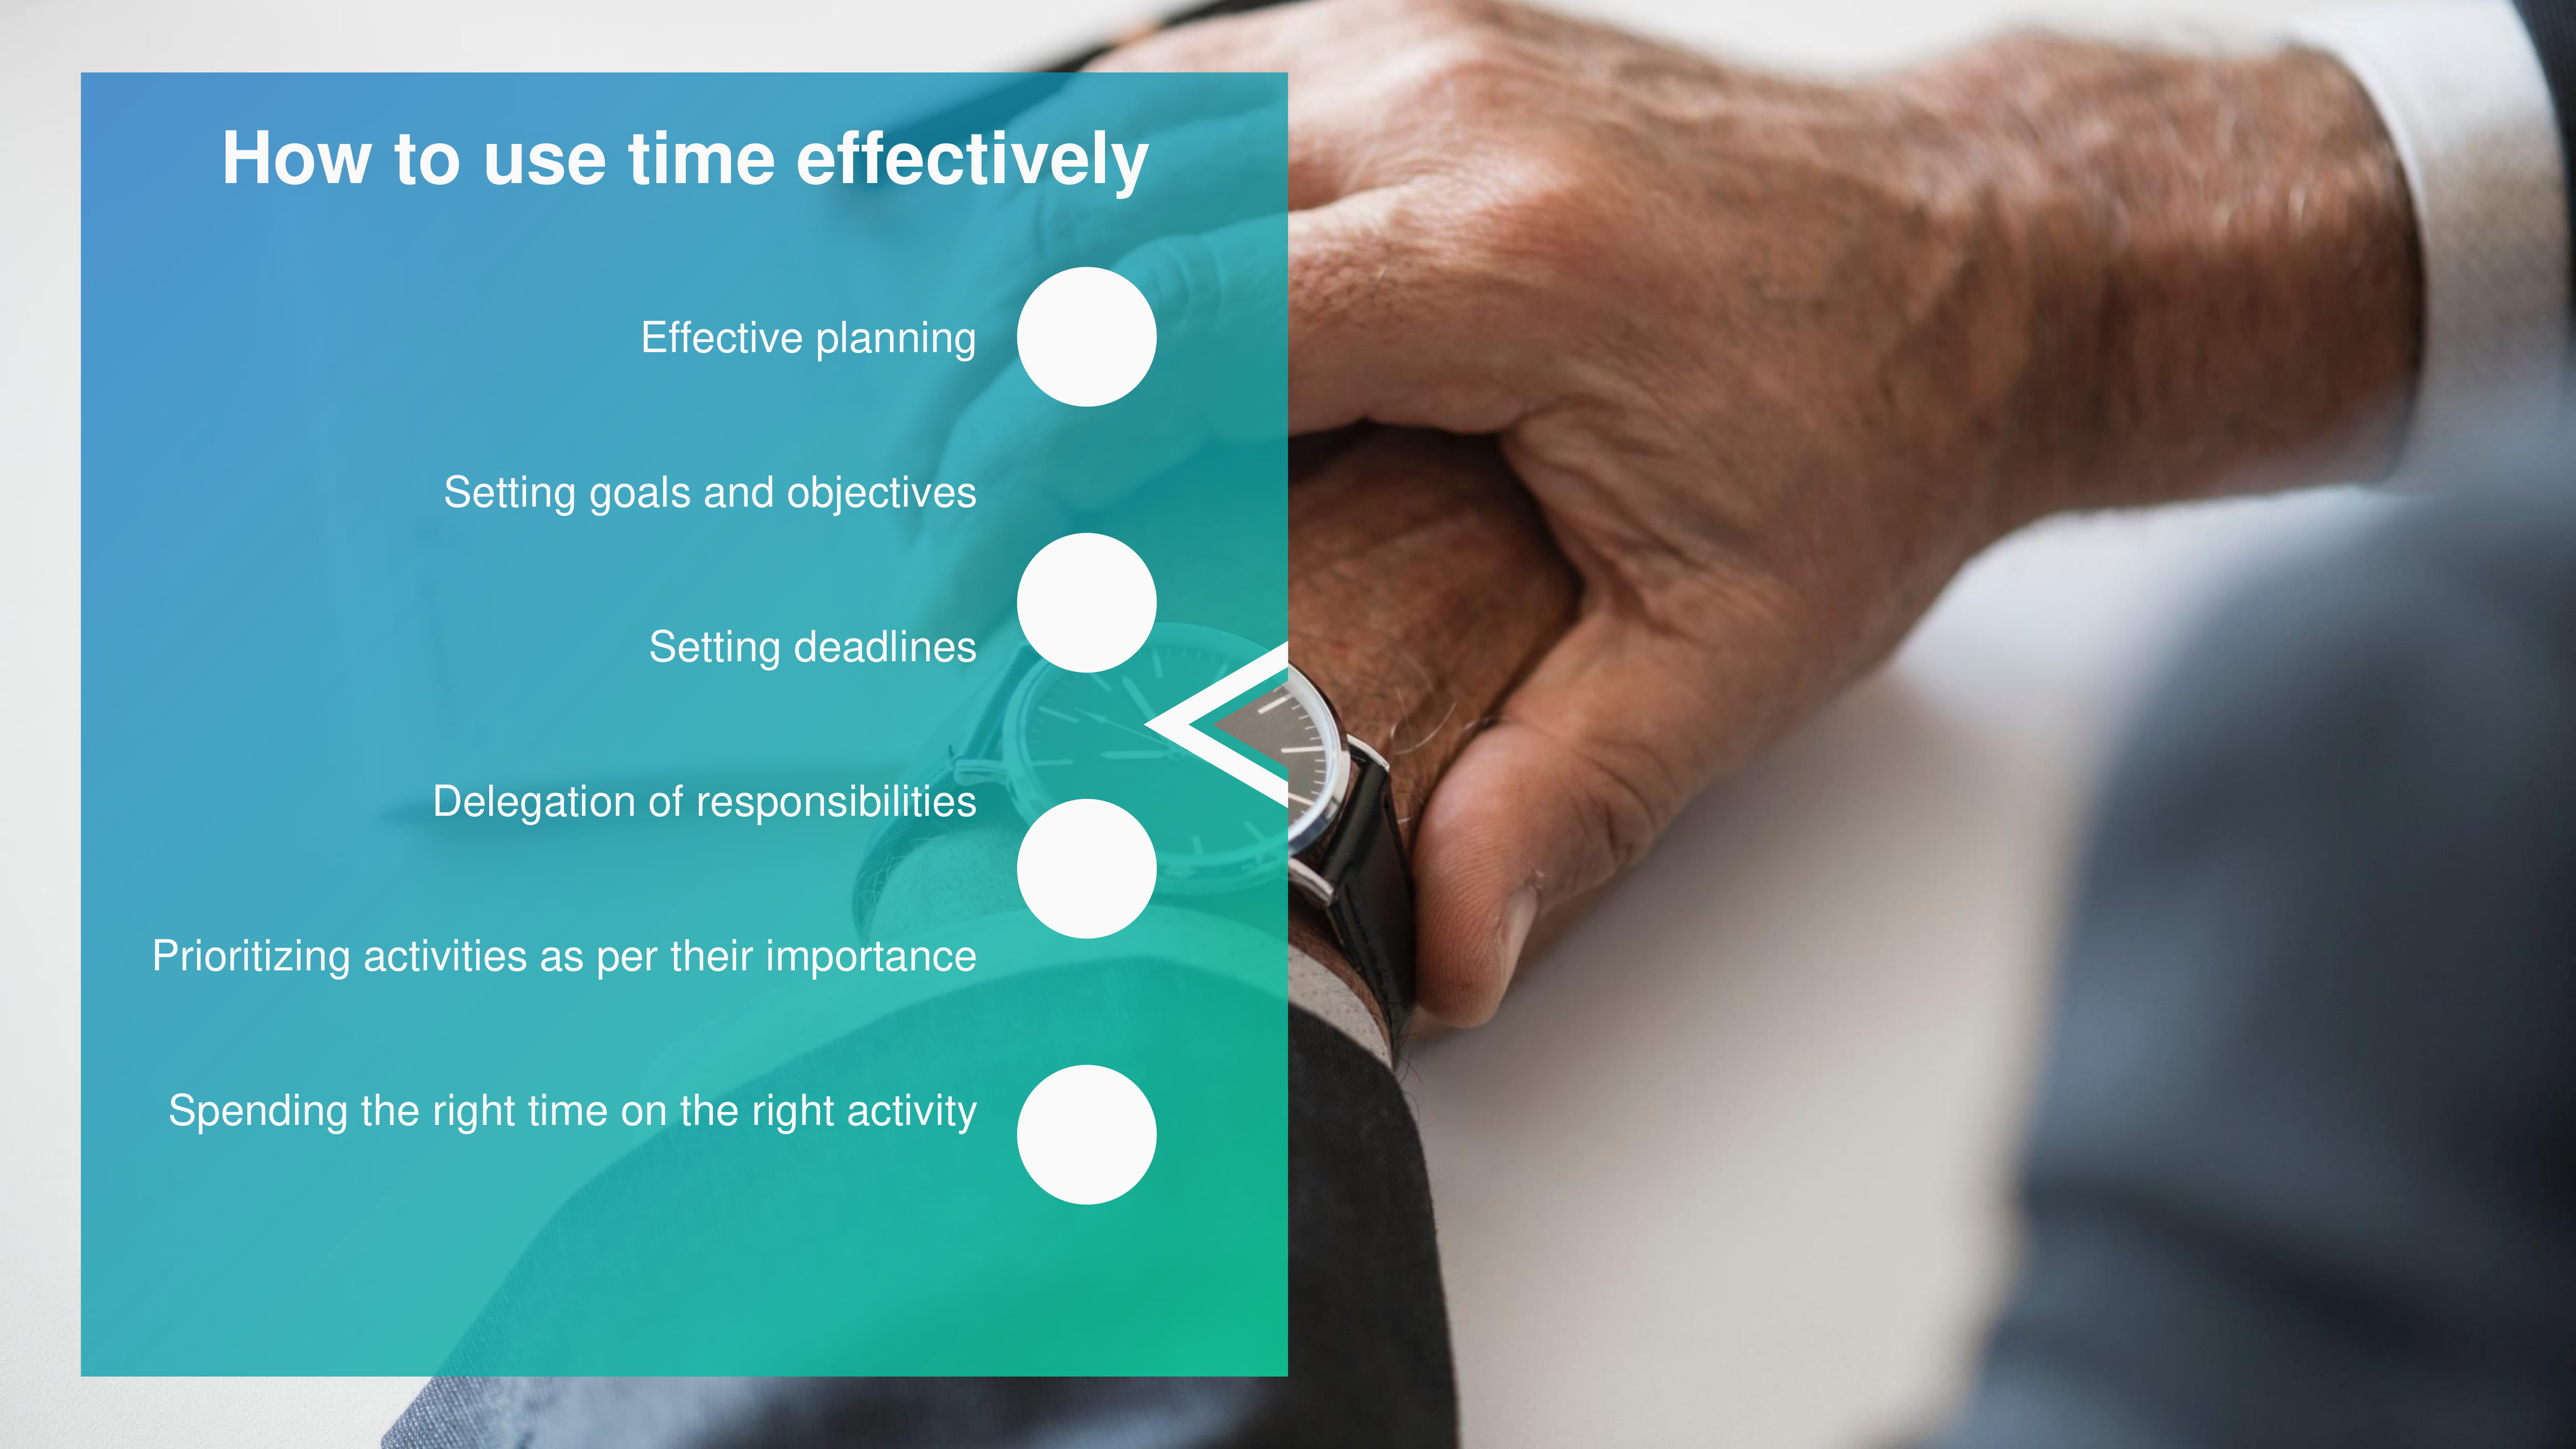 How to use time effectively
Effective planning
Setting goals and objectives
Setting deadlines
Delegation of responsibilities
Prioritizing activities as per their importance
Spending the right time on the right activity